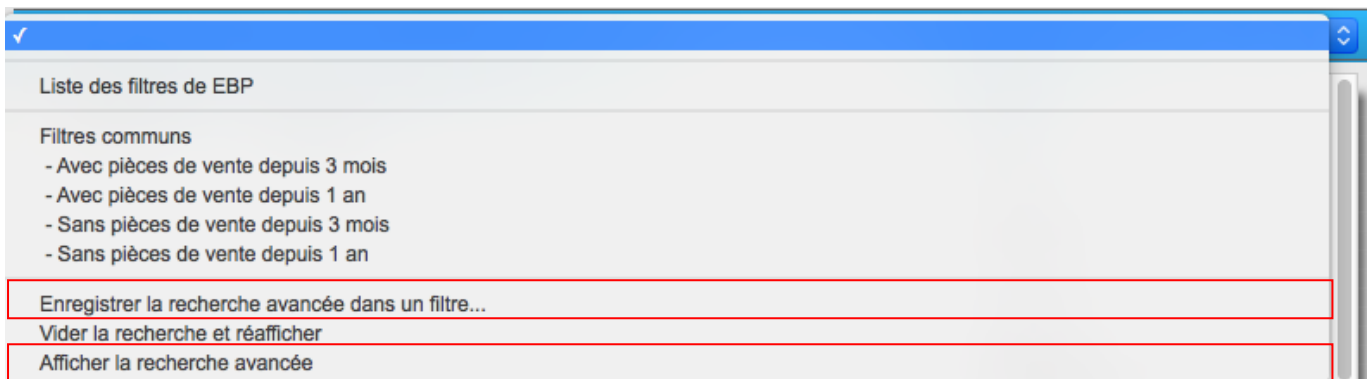 Liste des filtres de EBP
Filtres communs
- Avec pièces de vente depuis 3 mois
- Avec pièces de vente depuis 1 an
- Sans pièces de vente depuis 3 mois
- Sans pièces de vente depuis 1 an
Enregistrer la recherche avancée dans un filtre...
Vider la recherche et réafficher
Afficher la recherche avancée